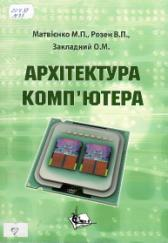 Матвієнко М.П., Розен В.П.,
Закладний О.М.
АРХІТЕКТУРА
КОМП'ЮТЕРА